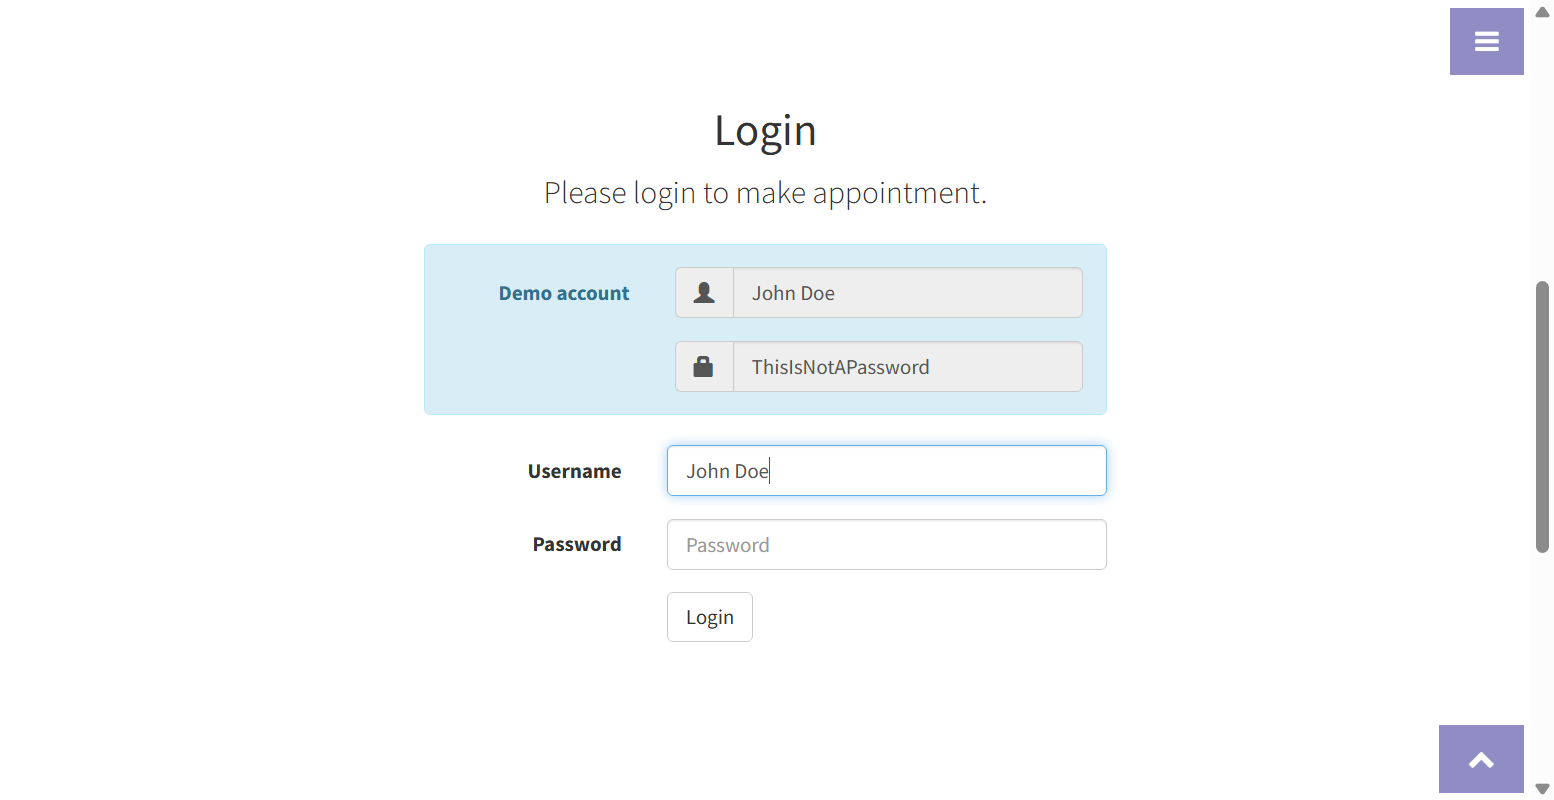 Login
Please login to make appointment.
Demo account
John Doe
ThisIsNotAPassword
Username
John Doe
Password
Password
Login